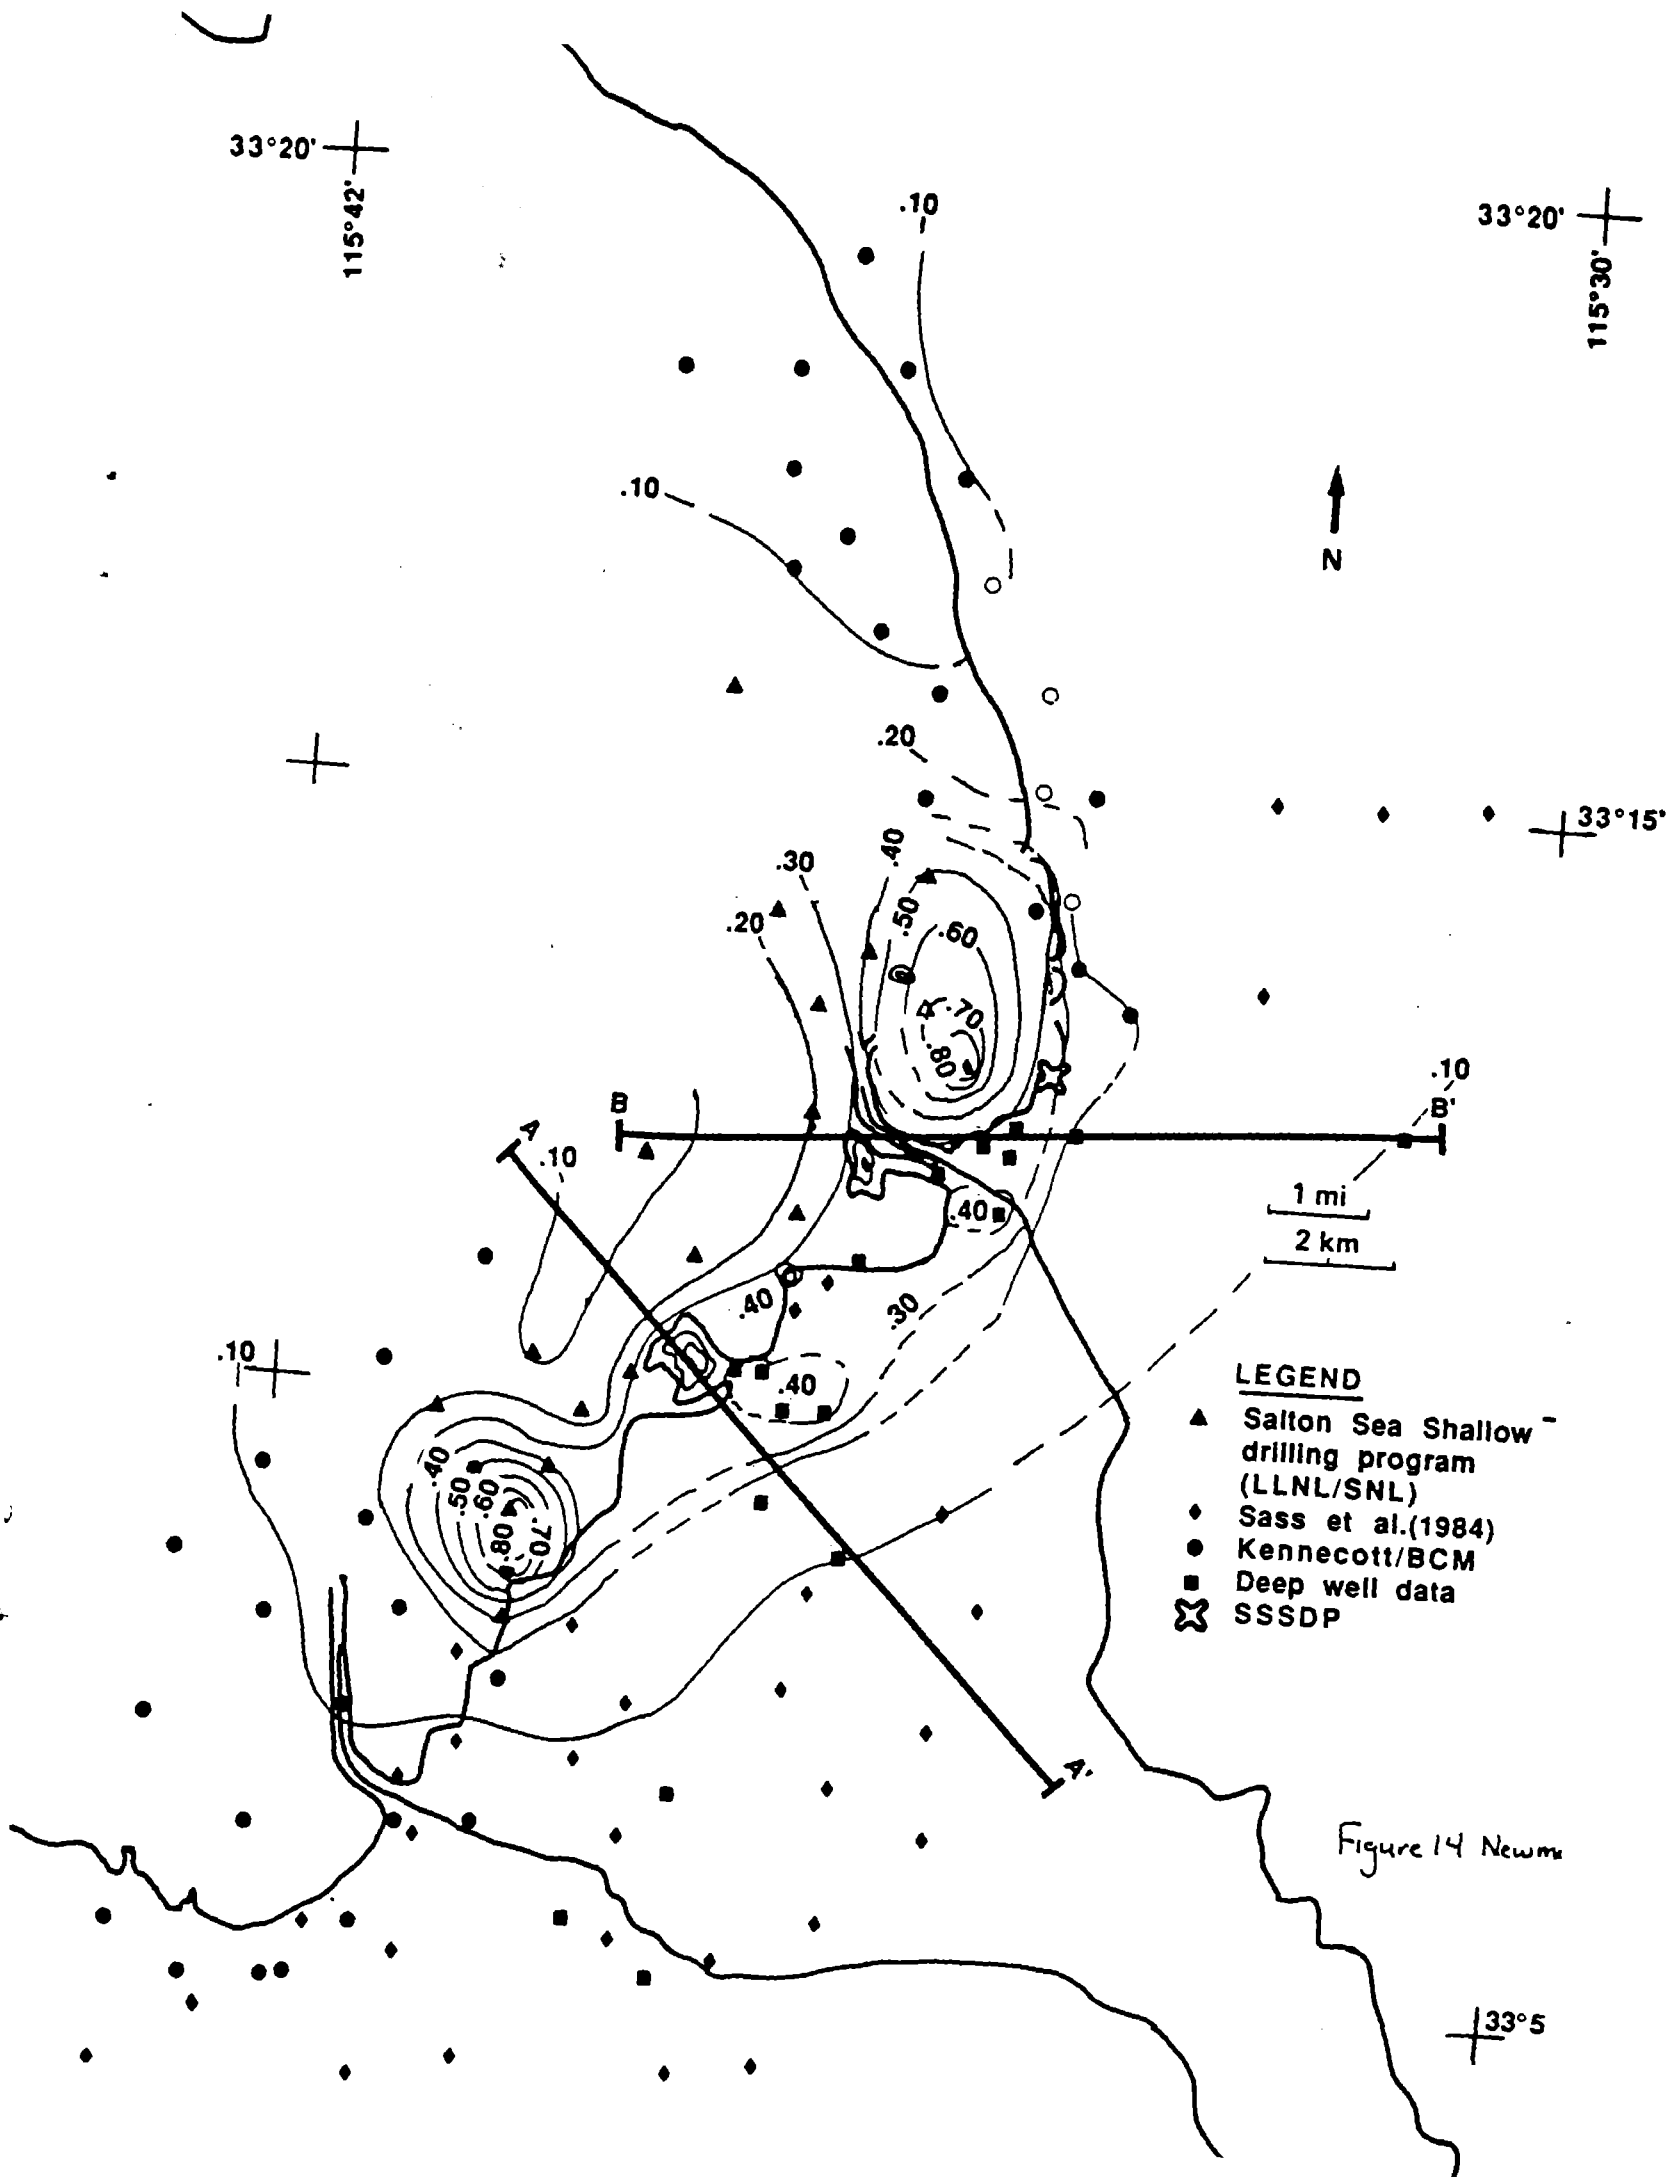 33°20'
115°42'
.10
33°20'
115°30'
.10
N
.20
33°15'
.40
.30
.50
.20
.60
.70
.80
.10
B
B'
A
.10
1 mi
.40
2 km
.40
.30
.10
.40
LEGEND
Salton Sea Shallow
drilling program
(LLNL/SNL)
Sass et al.(1984)
Kennecott/BCM
Deep well data
SSSDP
.40
.50
.60
.80
.70
A'
Figure 14
33°5